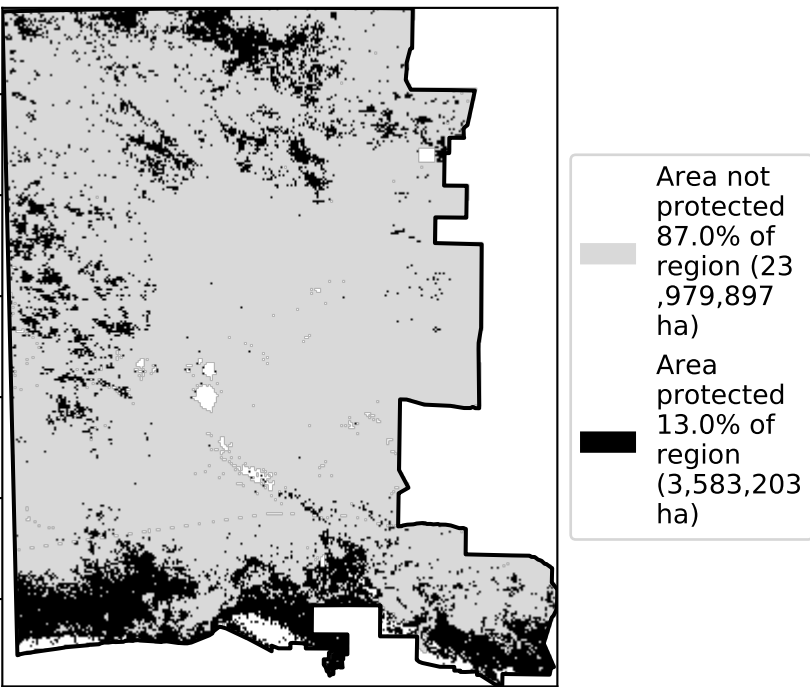 Area not
protected
87.0% of
region (23
,979,897
ha)
Area
protected
13.0% of
region
(3,583,203
ha)